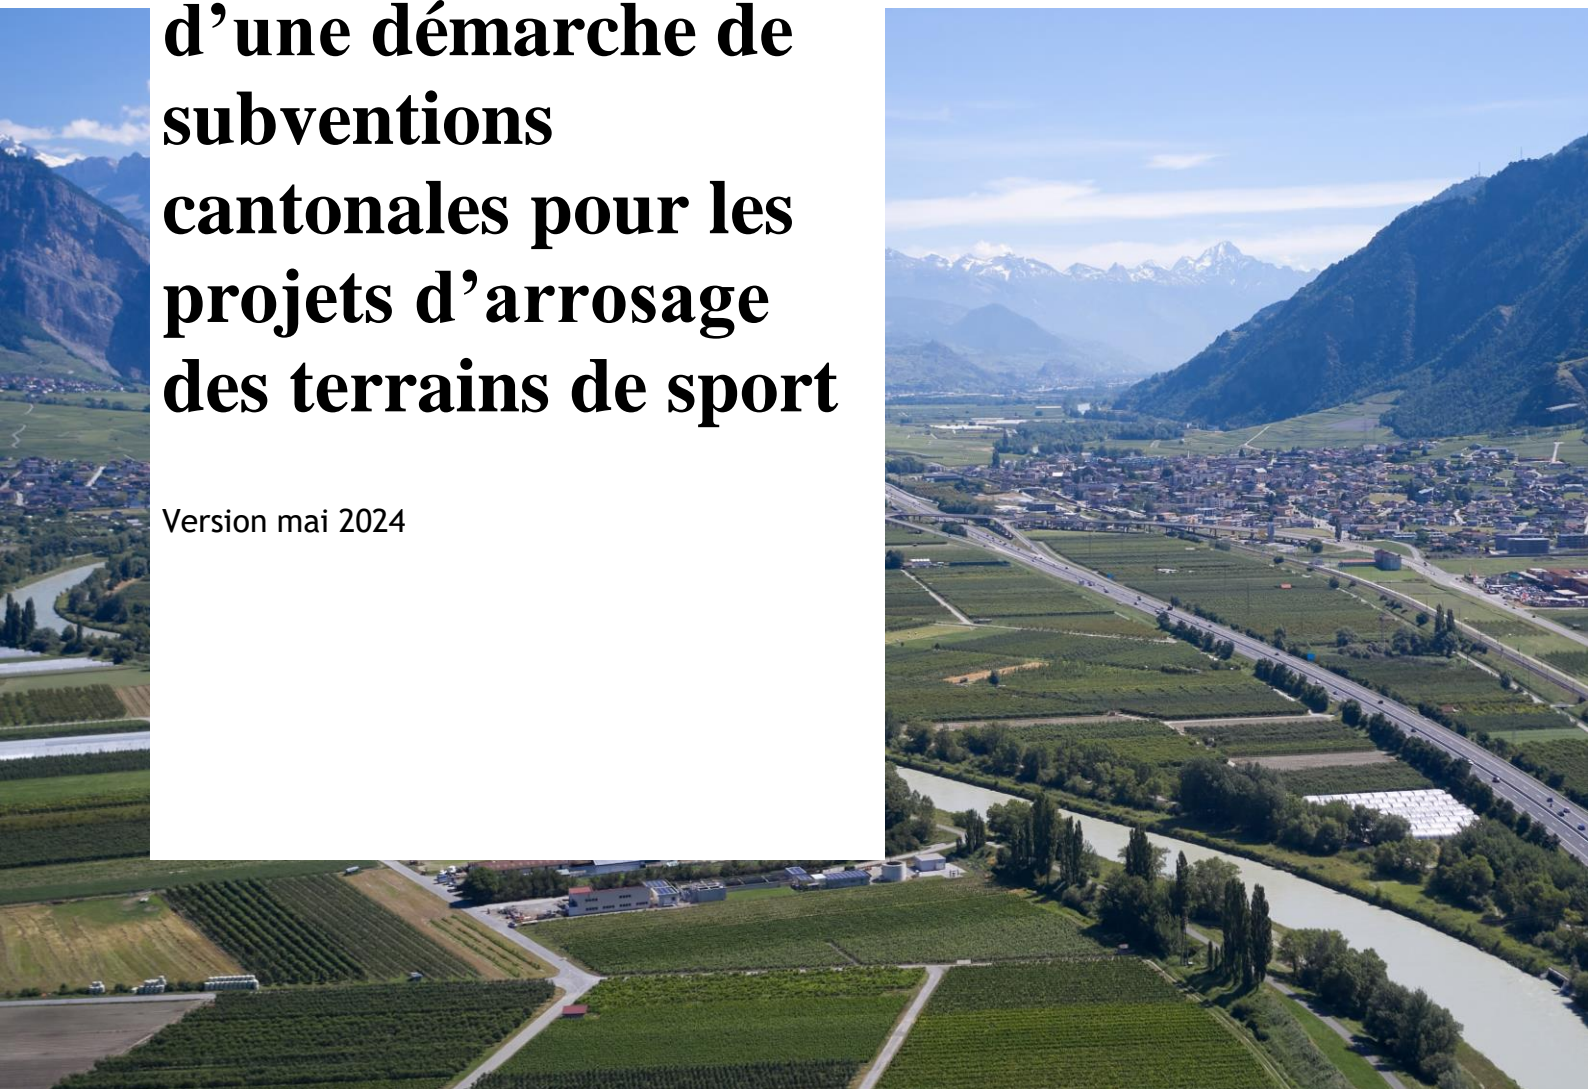 d’une démarche de
subventions
cantonales pour les
projets d’arrosage
des terrains de sport
Version mai 2024